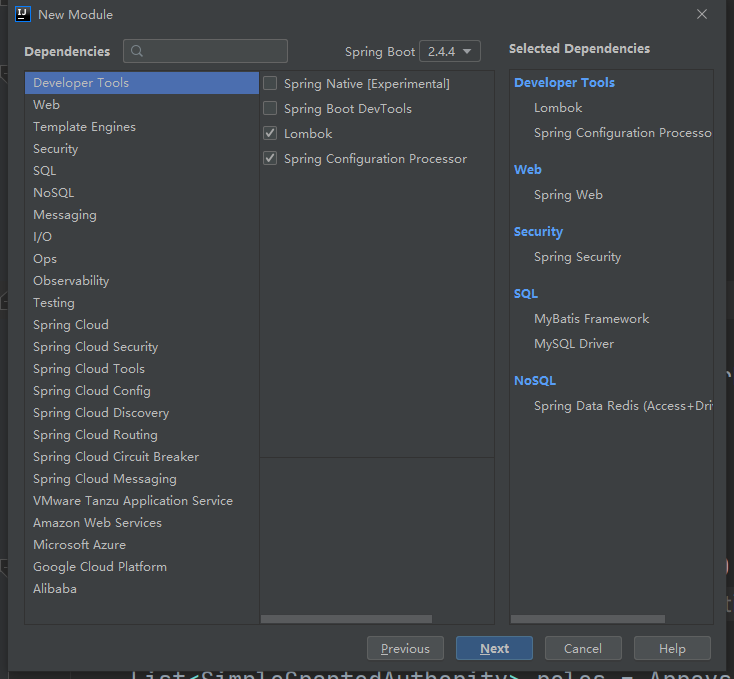 New Module
Dependencies
Spring Boot 2.4.4
Selected Dependencies
Developer Tools
Web
Template Engines
Security
SQL
NoSQL
Messaging
I/O
Ops
Observability
Testing
Spring Cloud
Spring Cloud Security
Spring Cloud Tools
Spring Cloud Config
Spring Cloud Discovery
Spring Cloud Routing
Spring Cloud Circuit Breaker
Spring Cloud Messaging
VMware Tanzu Application Service
Amazon Web Services
Microsoft Azure
Google Cloud Platform
Alibaba
Spring Native [Experimental]
Spring Boot DevTools
Lombok
Spring Configuration Processor
Developer Tools
Lombok
Spring Configuration Processo
Web
Spring Web
Security
Spring Security
SQL
MyBatis Framework
MySQL Driver
NoSQL
Spring Data Redis (Access+Dri
Previous
Next
Cancel
Help
List<SimpleGrantedAuthority> roles = Arrays